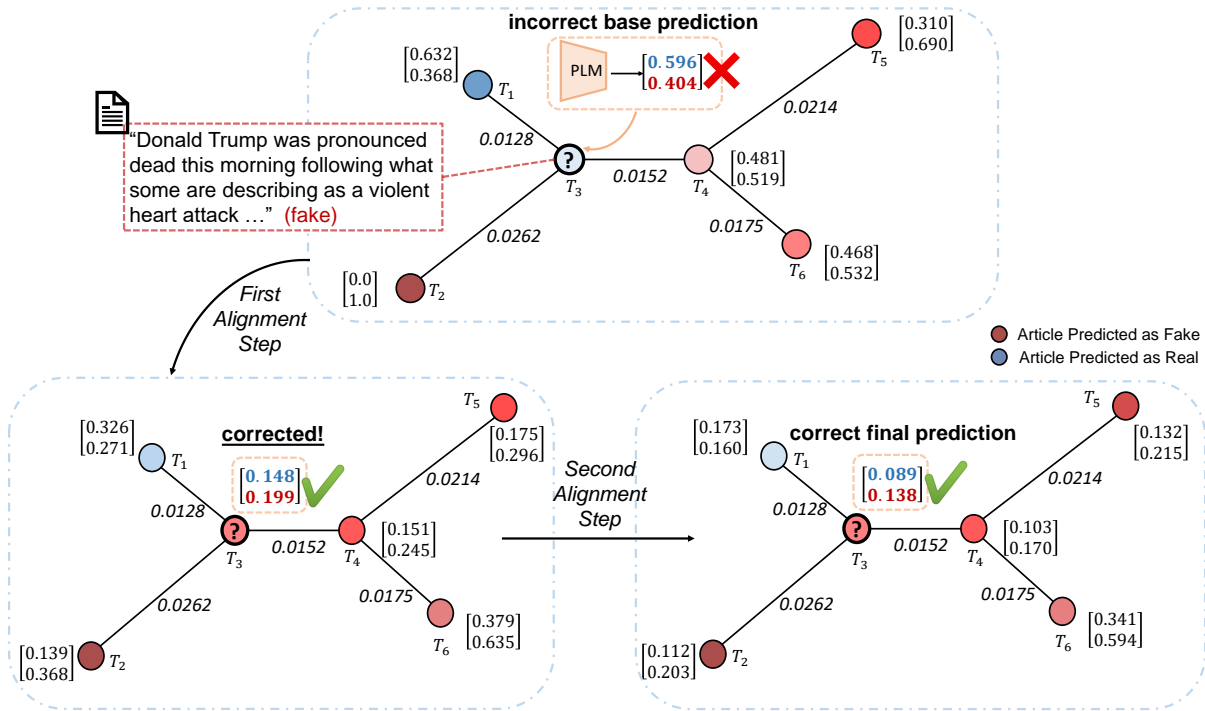 incorrect base prediction
PLM
[0.596
0.404]
[0.632
0.368]
T1
[0.310
0.690]
T5
0.0128
0.0214
"Donald Trump was pronounced
dead this morning following what
some are describing as a violent
heart attack …" (fake)
?
T3
0.0152
T4
[0.481
0.519]
0.0262
0.0175
[0.468
0.532]
T6
[0.0
1.0]
T2
First
Alignment
Step
Article Predicted as Fake
Article Predicted as Real
[0.326
0.271]
T1
corrected!
[0.148
0.199]
T5
[0.175
0.296]
0.0128
0.0214
?
T3
0.0152
T4
[0.151
0.245]
0.0262
0.0175
[0.379
0.635]
T6
[0.139
0.368]
T2
Second
Alignment
Step
[0.173
0.160]
T1
correct final prediction
[0.089
0.138]
T5
[0.132
0.215]
0.0128
0.0214
?
T3
0.0152
T4
[0.103
0.170]
0.0262
0.0175
[0.341
0.594]
T6
[0.112
0.203]
T2